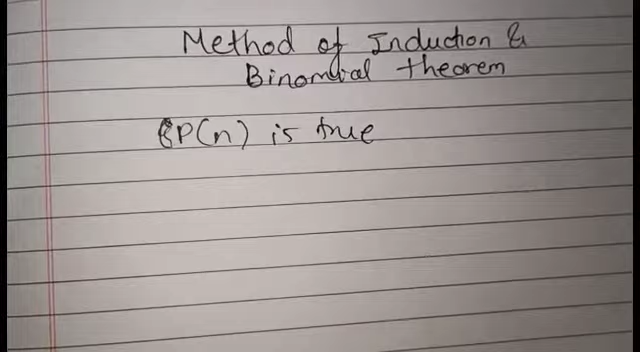 Method of Induction &
Binomial theorem
P(n) is true